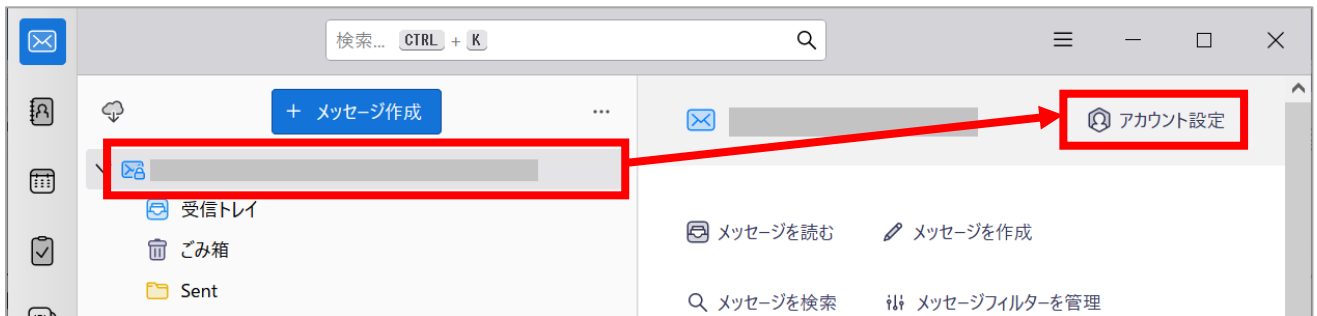 検索... CTRL + K
+ メッセージ作成
...
アカウント設定
受信トレイ
ごみ箱
Sent
メッセージを読む
メッセージを作成
メッセージを検索
メッセージフィルターを管理